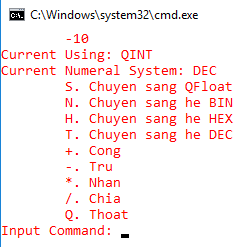 C:\Windows\system32\cmd.exe
-10
Current Using: QINT
Current Numeral System: DEC
S. Chuyen sang QFloat
N. Chuyen sang he BIN
H. Chuyen sang he HEX
T. Chuyen sang he DEC
+. Cong
-. Tru
*. Nhan
/. Chia
Q. Thoat
Input Command: